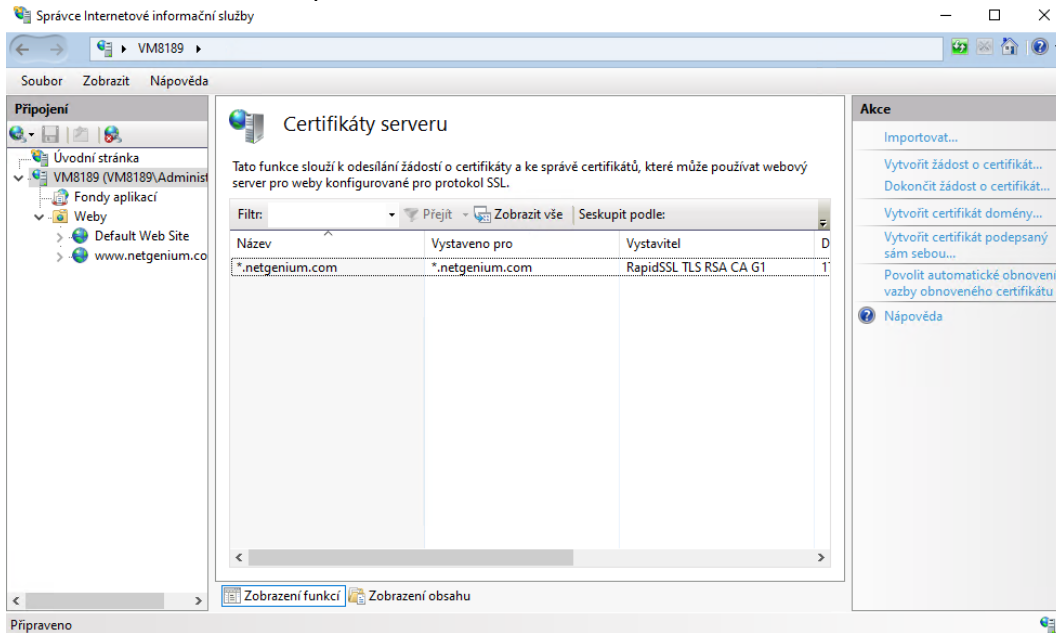 Správce Internetové informační služby
VM8189
Soubor Zobrazit Nápověda
Připojení
Úvodní stránka
VM8189 (VM8189\Administ
Fondy aplikací
Weby
Default Web Site
www.netgenium.co
Certifikáty serveru
Tato funkce slouží k odesílání žádostí o certifikáty a ke správě certifikátů, které může používat webový
server pro weby konfigurované pro protokol SSL.
Filtr: Přejít Zobrazit vše Seskupit podle:
Název Vystaveno pro Vystavitel D
*.netgenium.com *.netgenium.com RapidSSL TLS RSA CA G1 1
Zobrazení funkcí Zobrazení obsahu
Akce
Importovat...
Vytvořit žádost o certifikát...
Dokončit žádost o certifikát...
Vytvořit certifikát domény...
Vytvořit certifikát podepsaný
sám sebou...
Povolit automatické obnovení
vazby obnoveného certifikátu
Nápověda
Připraveno